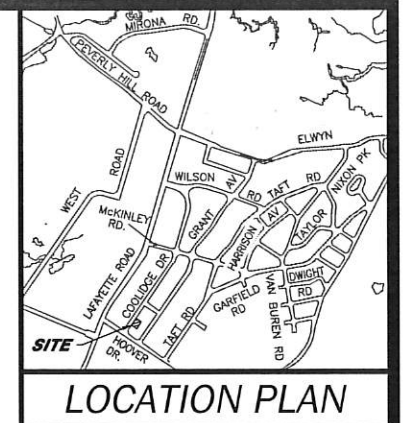 MIRONA RD.
PEVERLY HILL ROAD
ELWYN
WEST ROAD
WILSON AV
RD
TAFT RD
NIXON PK
McKINLEY RD.
GRANT
HARRISON AV
TAYLOR
LAFAYETTE ROAD
COOLIDGE DR
DWIGHT RD
GARFIELD RD
VAN BUREN RD
TAFT RD
SITE
HOOVER DR.
LOCATION PLAN